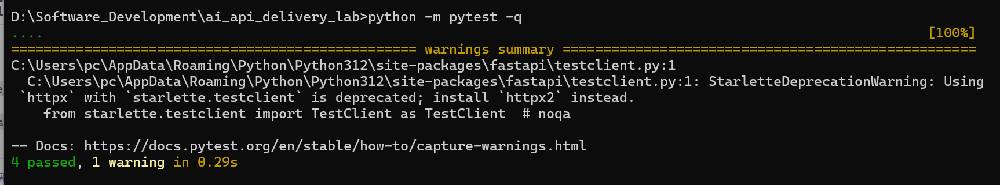 D:\Software_Development\ai_api_delivery_lab>python -m pytest -q
.... [100%]
================================================== warnings summary ===================================================
C:\Users\pc\AppData\Roaming\Python\Python312\site-packages\fastapi\testclient.py:1
  C:\Users\pc\AppData\Roaming\Python\Python312\site-packages\fastapi\testclient.py:1: StarletteDeprecationWarning: Using
 `httpx` with `starlette.testclient` is deprecated; install `httpx2` instead.
    from starlette.testclient import TestClient as TestClient  # noqa

-- Docs: https://docs.pytest.org/en/stable/how-to/capture-warnings.html
4 passed, 1 warning in 0.29s